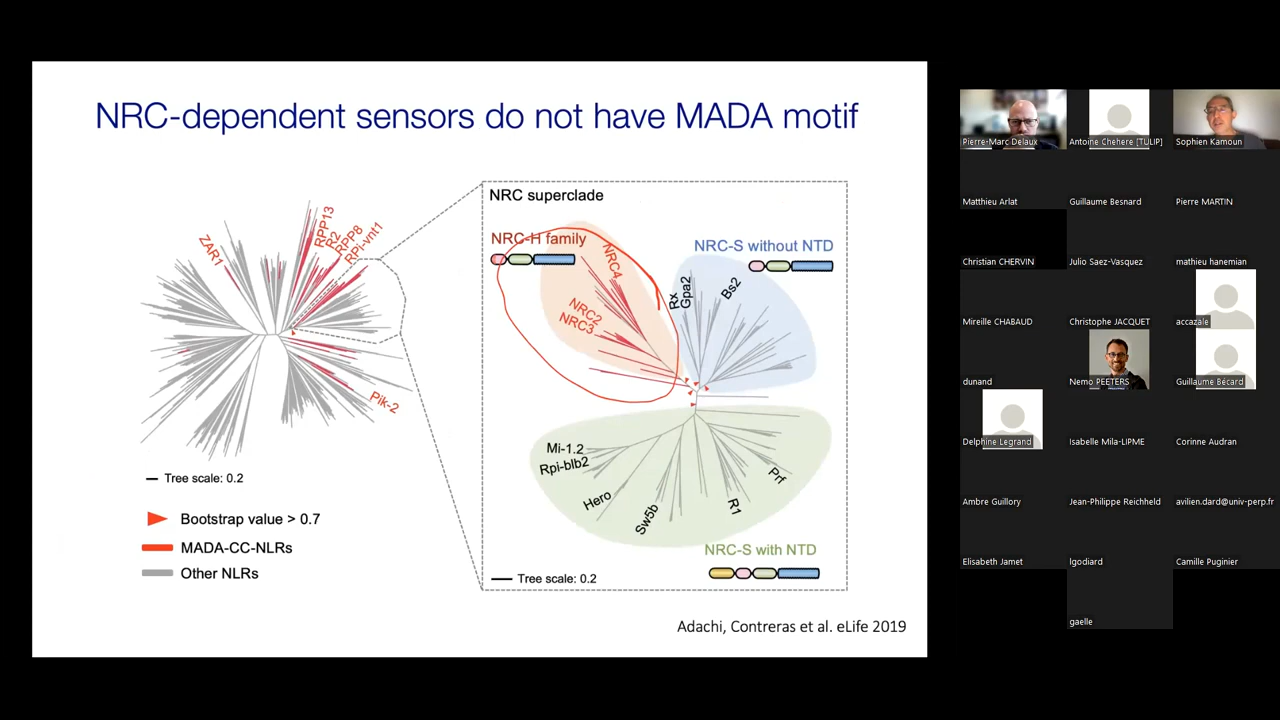 NRC-dependent sensors do not have MADA motif
ZAR1
RPP13
R2
RPP8
RPi-vnt1
Pik-2
Tree scale: 0.2
Bootstrap value > 0.7
MADA-CC-NLRs
Other NLRs
NRC superclade
NRC-H family
NRC4
NRC2
NRC3
NRC-S without NTD
Rx
Gpa2
Bs2
Mi-1.2
Rpi-blb2
Hero
Sw5b
R1
Prf
NRC-S with NTD
Tree scale: 0.2
Adachi, Contreras et al. eLife 2019
Pierre-Marc Delaux
Antoine Chehere [TULIP]
Sophien Kamoun
Matthieu Arlat
Guillaume Besnard
Pierre MARTIN
Christian CHERVIN
Julio Saez-Vasquez
mathieu hanemian
Mireille CHABAUD
Christophe JACQUET
accazale
dunand
Nemo PEETERS
Guillaume Bécard
Delphine Legrand
Isabelle Mila-LIPME
Corinne Audran
Ambre Guillory
Jean-Philippe Reichheld
avilien.dard@univ-perp.fr
Elisabeth Jamet
lgodiard
Camille Puginier
gaelle